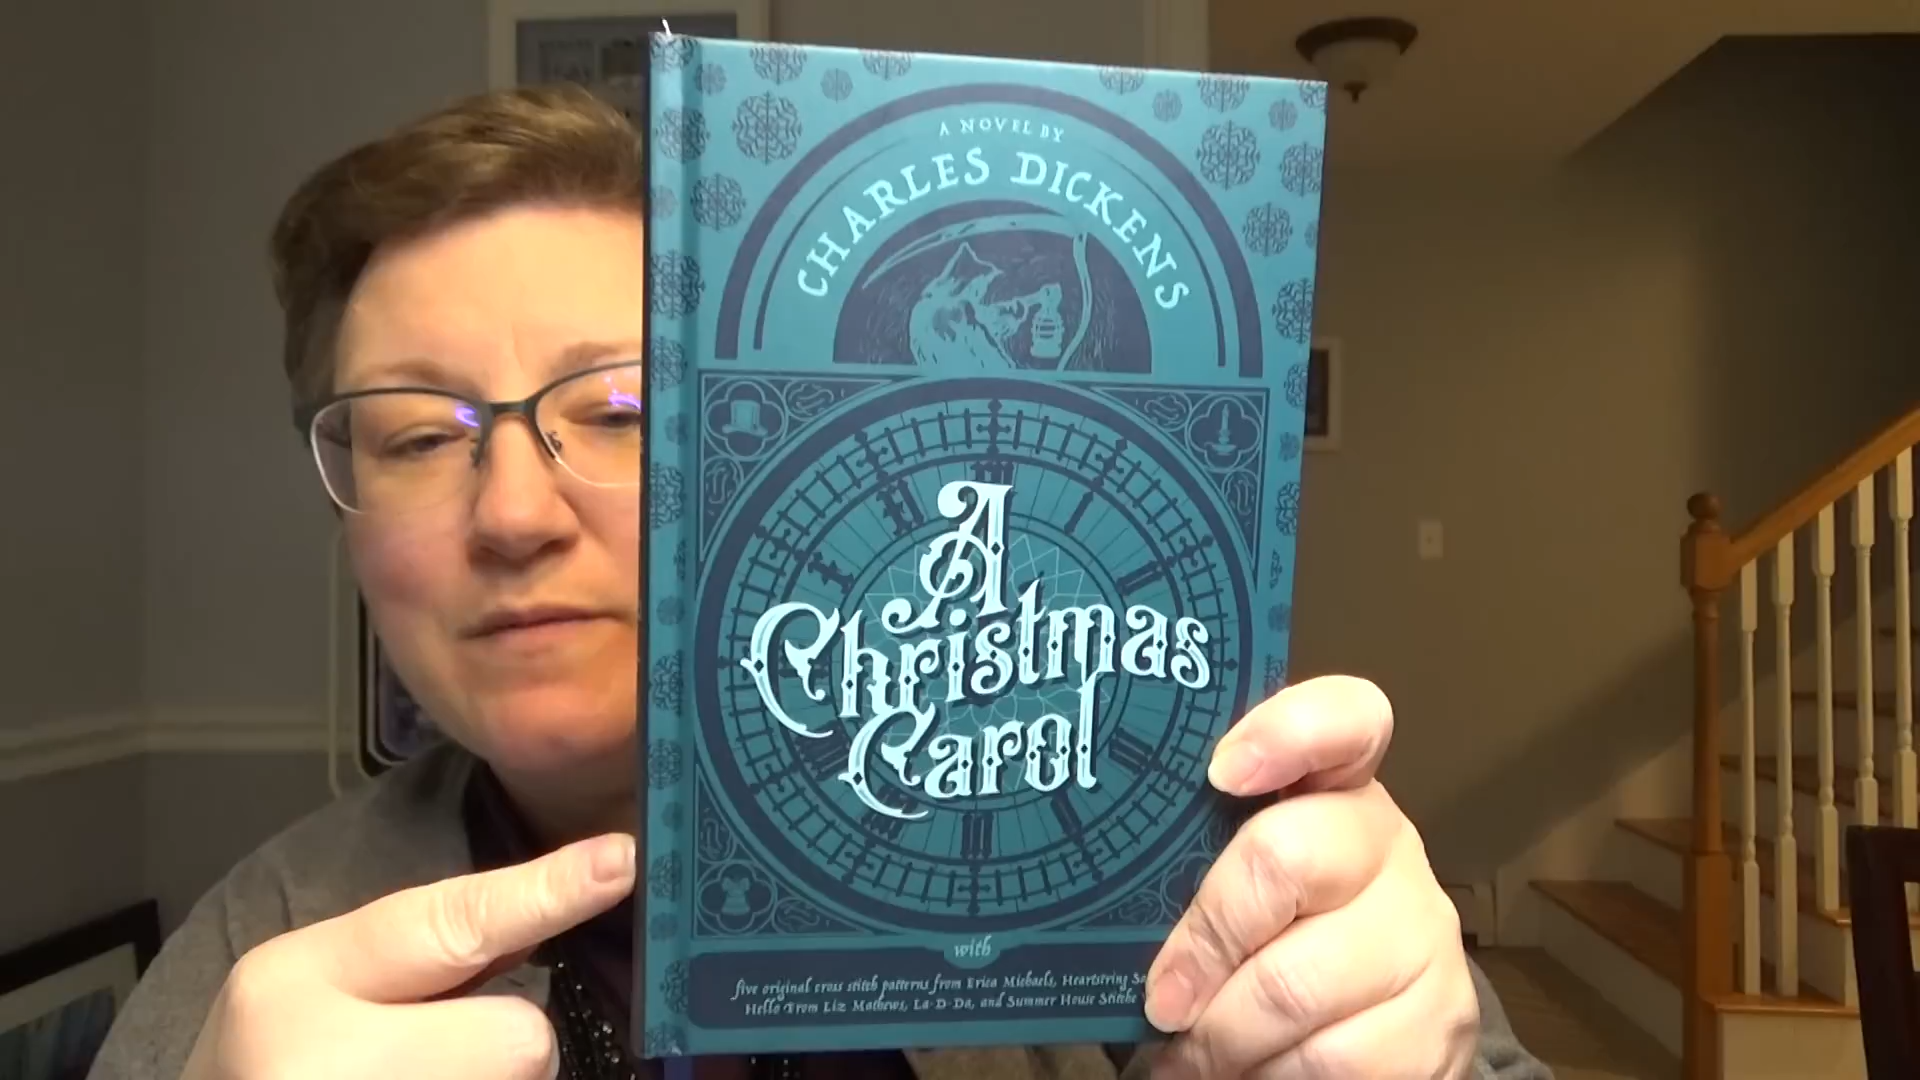 A NOVEL BY
CHARLES DICKENS
A
Christmas
Carol
with
five original cross stitch patterns from Erica Michaels, Heartstring
Hello From Liz Mathews, La-D-Da, and Summer House Stitche